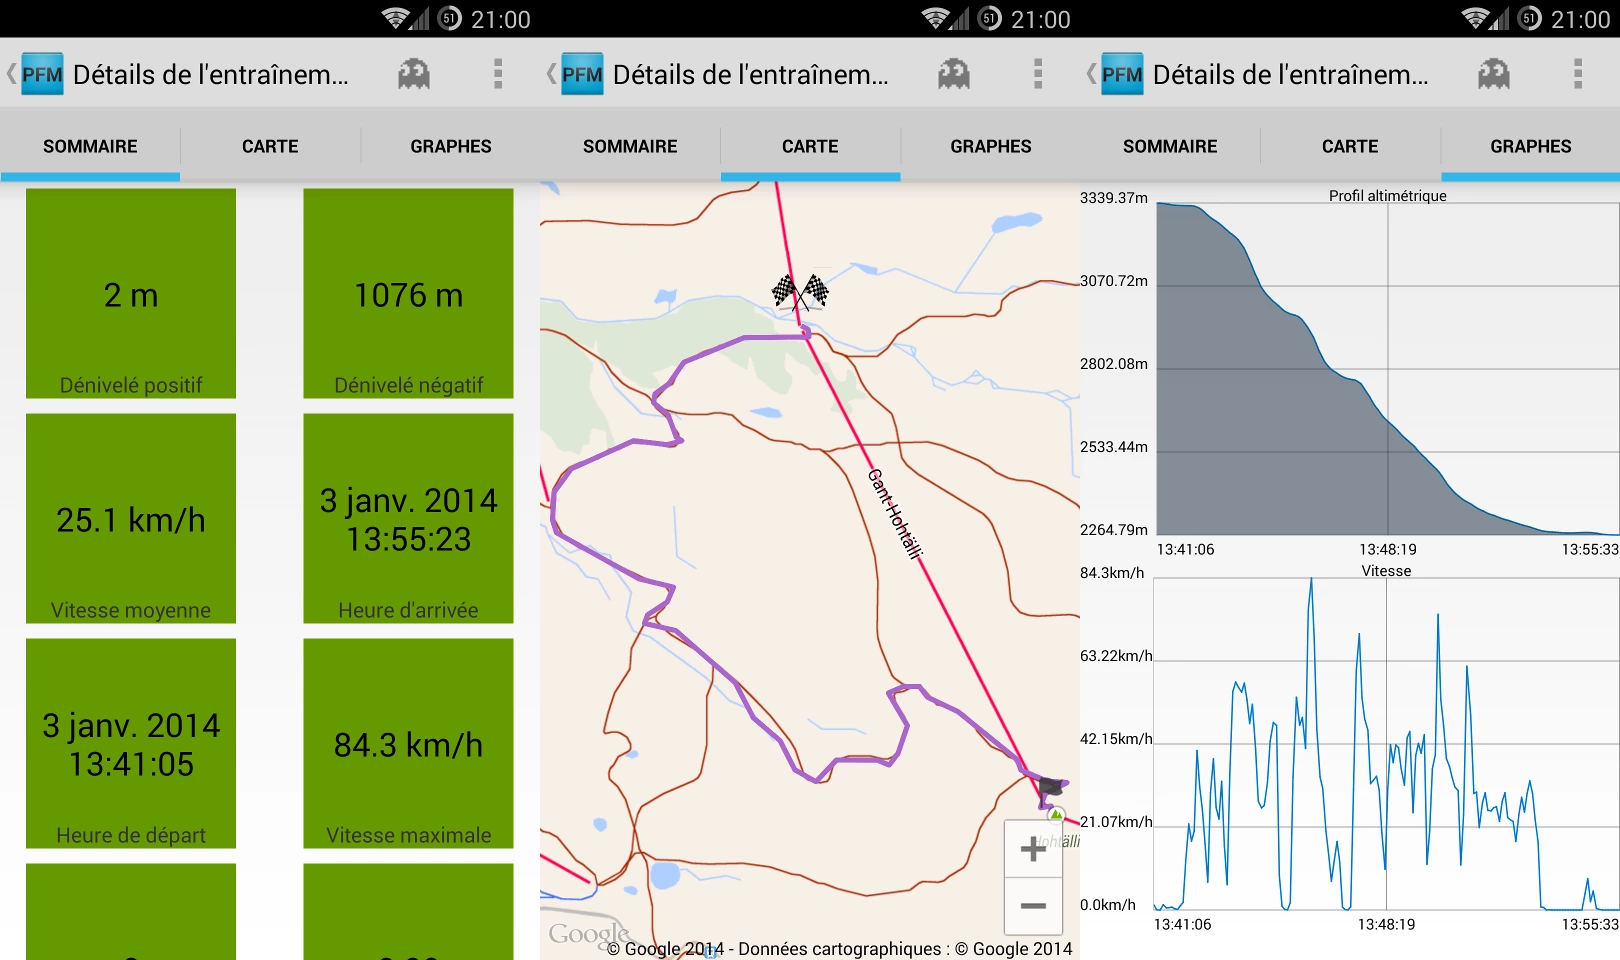 51 21:00
PFM Détails de l'entraînem...
SOMMAIRE CARTE GRAPHES
2 m
Dénivelé positif
1076 m
Dénivelé négatif
25.1 km/h
Vitesse moyenne
3 janv. 2014
13:55:23
Heure d'arrivée
3 janv. 2014
13:41:05
Heure de départ
84.3 km/h
Vitesse maximale
51 21:00
PFM Détails de l'entraînem...
SOMMAIRE CARTE GRAPHES
Gant-Hohtälli
Hohtälli
+
−
Google
© Google 2014 - Données cartographiques : © Google 2014
51 21:00
PFM Détails de l'entraînem...
SOMMAIRE CARTE GRAPHES
Profil altimétrique
3339.37m
3070.72m
2802.08m
2533.44m
2264.79m
13:41:06 13:48:19 13:55:33
Vitesse
84.3km/h
63.22km/h
42.15km/h
21.07km/h
0.0km/h
13:41:06 13:48:19 13:55:33